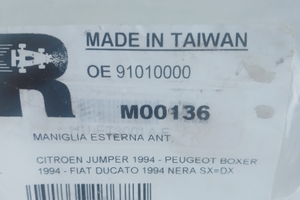 MADE IN TAIWAN
OE 91010000
M00136
MANIGLIA ESTERNA ANT.
CITROEN JUMPER 1994 - PEUGEOT BOXER
1994 - FIAT DUCATO 1994 NERA SX=DX